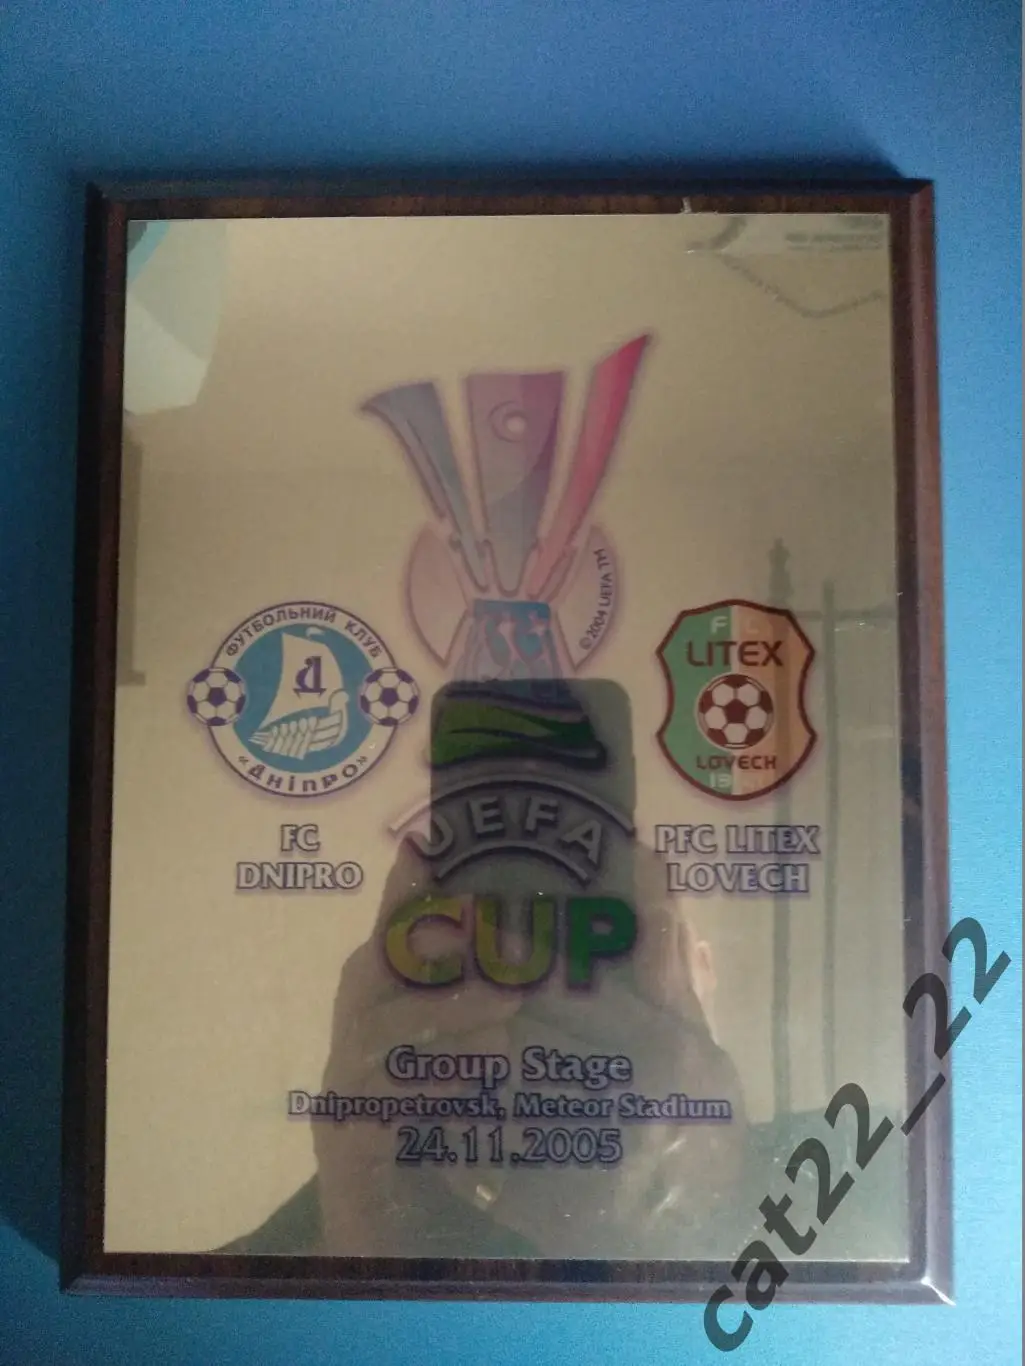 © 2004 UEFA TM
ФУТБОЛЬНИЙ КЛУБ
Д
«ДНІПРО»
FC
DNIPRO
F C
LITEX
LOVECH
PFC LITEX
LOVECH
UEFA
CUP
Group Stage
Dnipropetrovsk, Meteor Stadium
24.11.2005
cat22_22